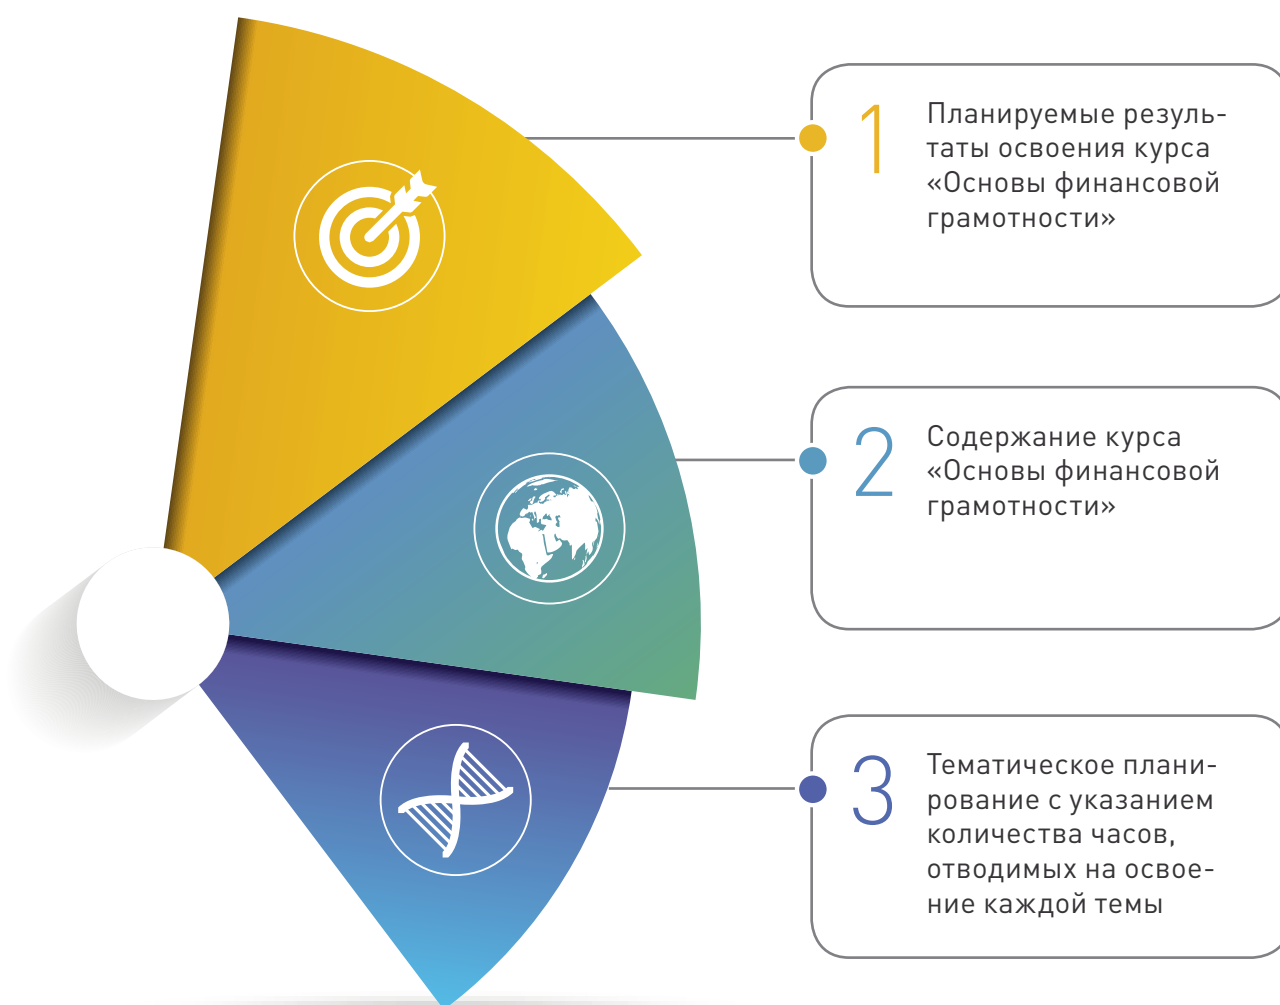 1
Планируемые резуль-
таты освоения курса
«Основы финансовой
грамотности»
2
Содержание курса
«Основы финансовой
грамотности»
3
Тематическое плани-
рование с указанием
количества часов,
отводимых на освое-
ние каждой темы